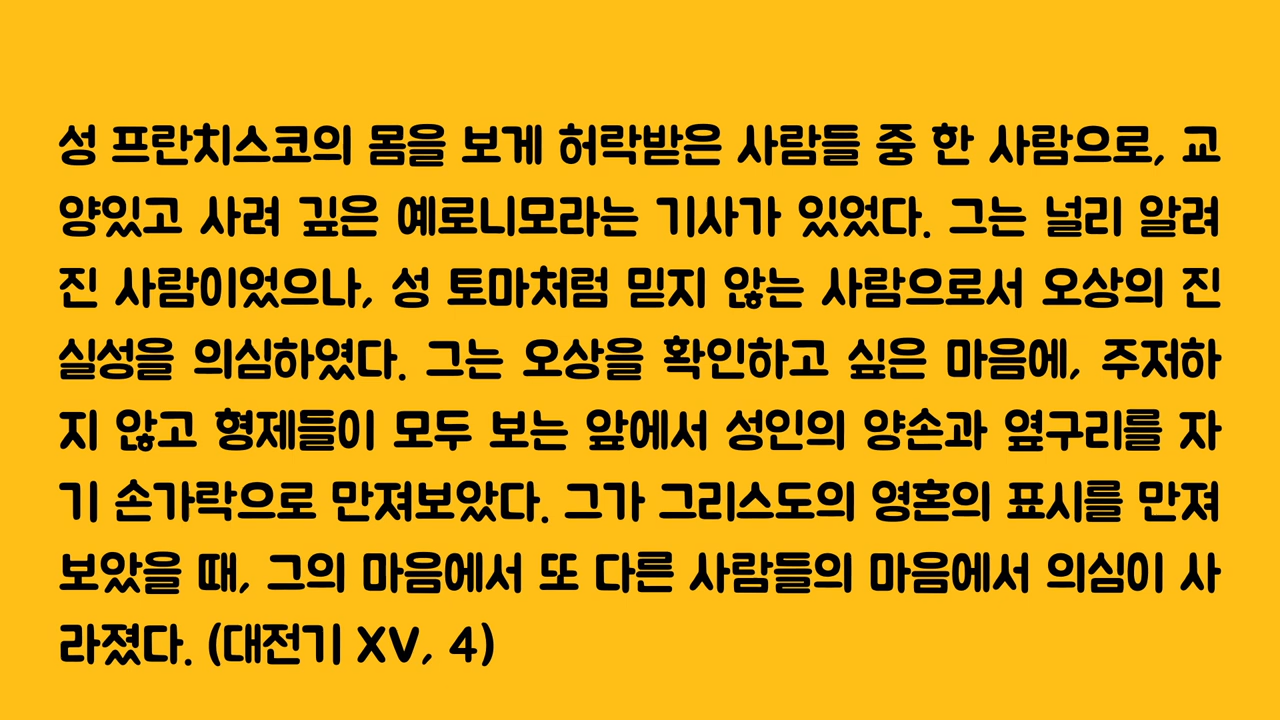 성 프란치스코의 몸을 보게 허락받은 사람들 중 한 사람으로, 교
양있고 사려 깊은 예로니모라는 기사가 있었다. 그는 널리 알려
진 사람이었으나, 성 토마처럼 믿지 않는 사람으로서 오상의 진
실성을 의심하였다. 그는 오상을 확인하고 싶은 마음에, 주저하
지 않고 형제들이 모두 보는 앞에서 성인의 양손과 옆구리를 자
기 손가락으로 만져보았다. 그가 그리스도의 영혼의 표시를 만져
보았을 때, 그의 마음에서 또 다른 사람들의 마음에서 의심이 사
라졌다. (대전기 XV, 4)